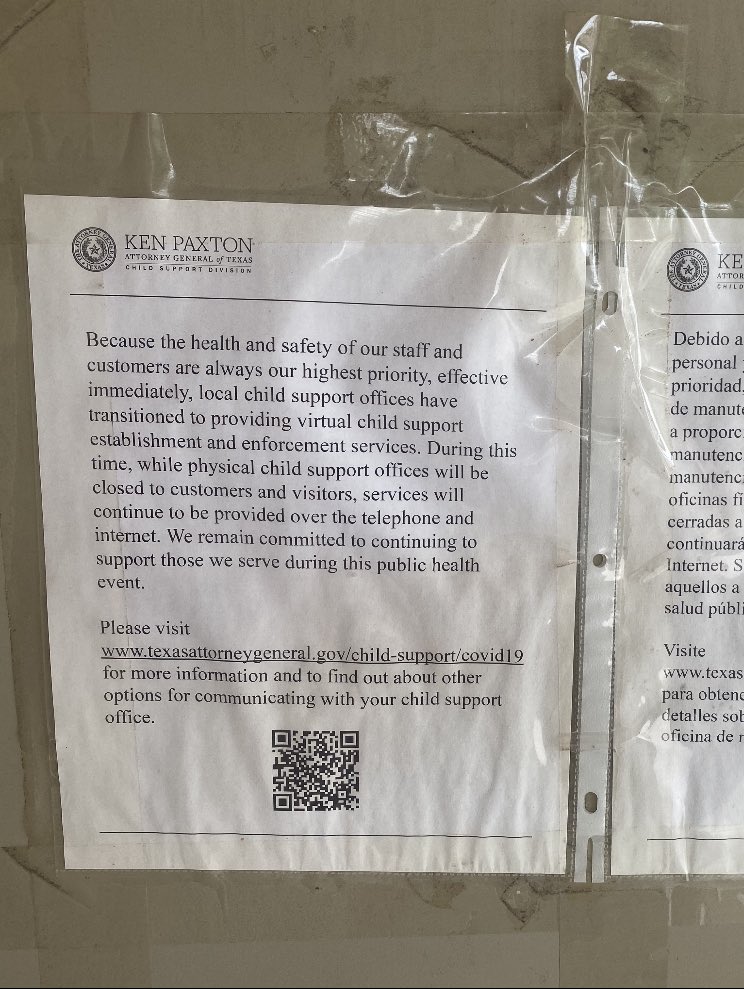 KEN PAXTON
ATTORNEY GENERAL of TEXAS
CHILD SUPPORT DIVISION
Because the health and safety of our staff and
customers are always our highest priority, effective
immediately, local child support offices have
transitioned to providing virtual child support
establishment and enforcement services. During this
time, while physical child support offices will be
closed to customers and visitors, services will
continue to be provided over the telephone and
internet. We remain committed to continuing to
support those we serve during this public health
event.
Please visit
www.texasattorneygeneral.gov/child-support/covid19
for more information and to find out about other
options for communicating with your child support
office.
KE
ATTOR
CHILD
Debido a
personal
prioridad.
de manute
a proporc
manutenc
manutenc
oficinas fí
cerradas a
continuará
Internet. S
aquellos a
salud públi
Visite
www.texas
para obtene
detalles sob
oficina de